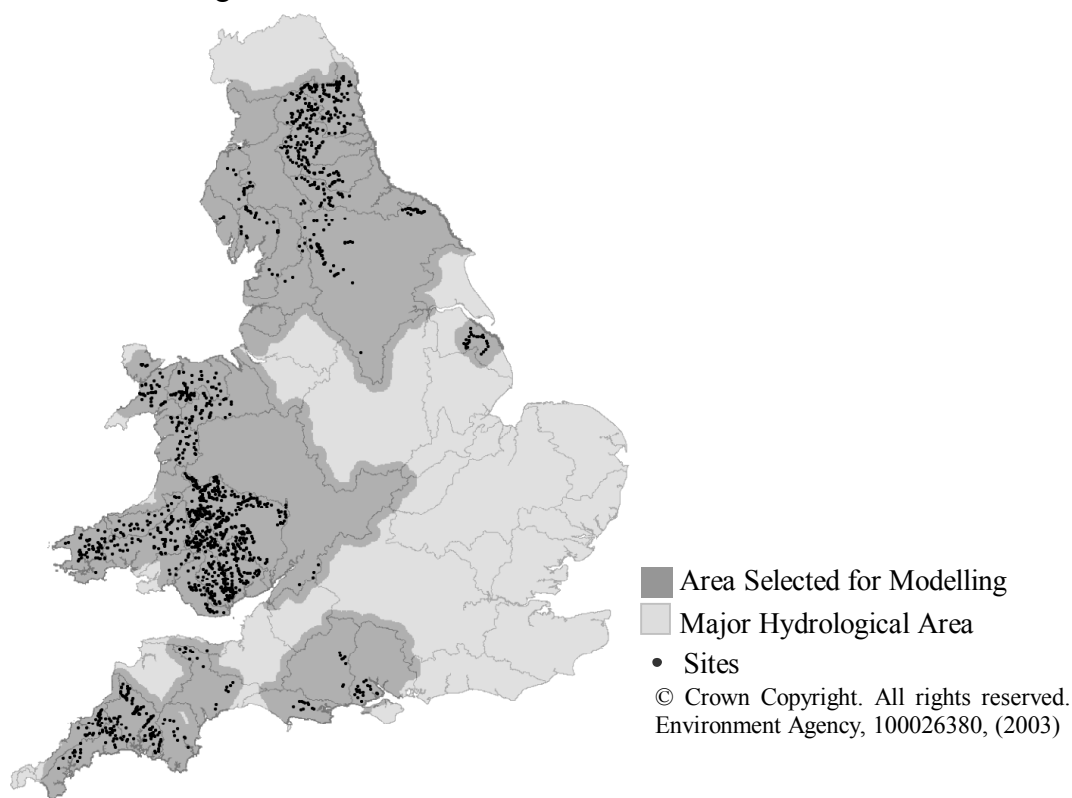 Area Selected for Modelling
Major Hydrological Area
Sites
© Crown Copyright. All rights reserved.
Environment Agency, 100026380, (2003)